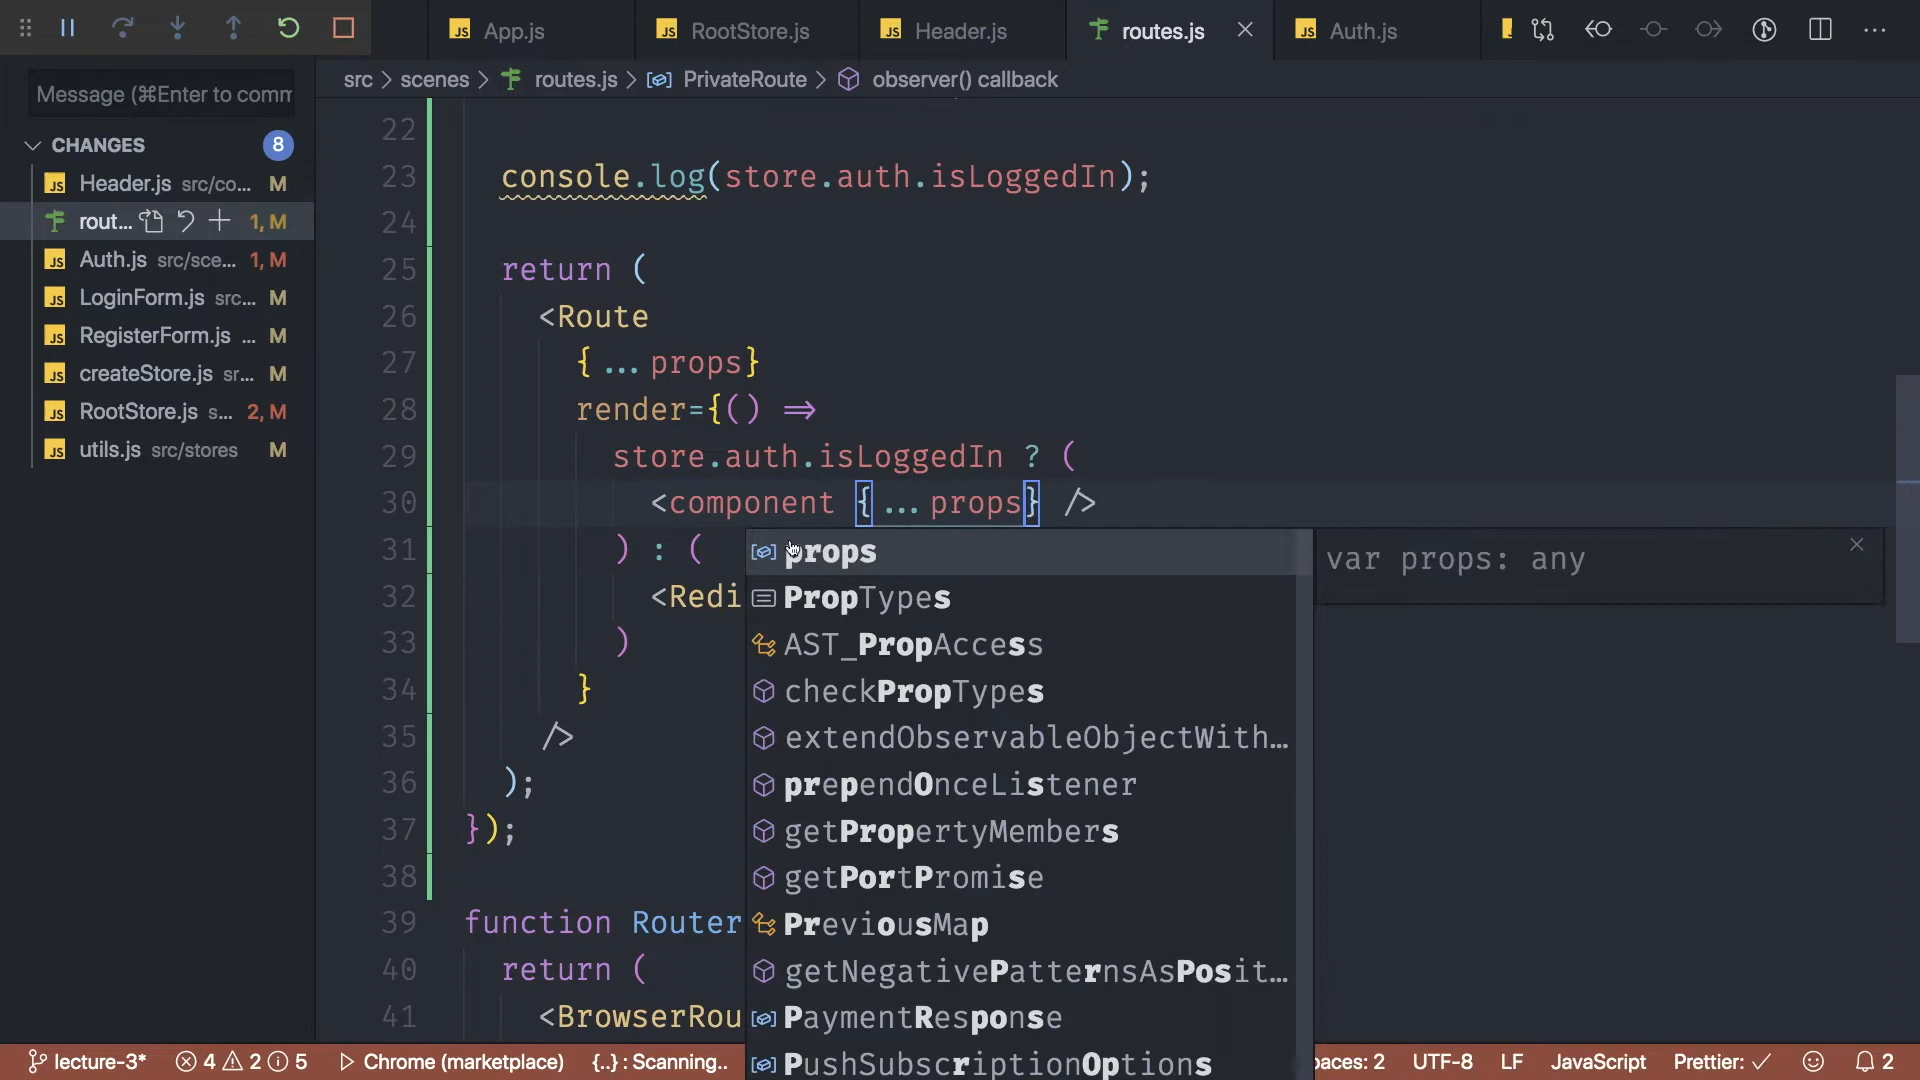 App.js
RootStore.js
Header.js
routes.js
Auth.js
Message (⌘Enter to comm
src > scenes > routes.js > PrivateRoute > observer() callback
CHANGES 8
Header.js src/co... M
rout... 1, M
Auth.js src/sce... 1, M
LoginForm.js src... M
RegisterForm.js ... M
createStore.js sr... M
RootStore.js s... 2, M
utils.js src/stores M
22
23 console.log(store.auth.isLoggedIn);
24
25 return (
26 <Route
27 {...props}
28 render={() =>
29 store.auth.isLoggedIn ? (
30 <component {...props} />
31 ) : (
32 <Redi
33 )
34 }
35 />
36 );
37 });
38
39 function Router
40 return (
41 <BrowserRou
props
PropTypes
AST_PropAccess
checkPropTypes
extendObservableObjectWith...
prependOnceListener
getPropertyMembers
getPortPromise
PreviousMap
getNegativePatternsAsPosit...
PaymentResponse
PushSubscriptionOptions
var props: any
lecture-3* 4 2 5 Chrome (marketplace) {..} : Scanning.. paces: 2 UTF-8 LF JavaScript Prettier: ✓ 2